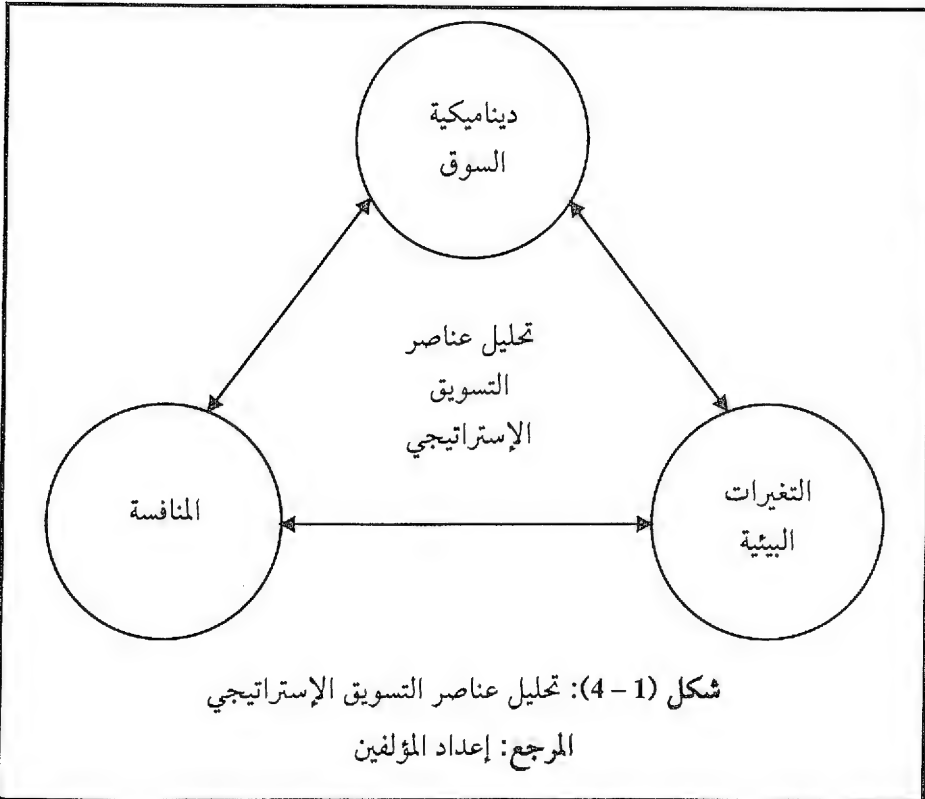 ديناميكية
السوق
تحليل عناصر
التسويق
الإستراتيجي
التغيرات
البيئية
المنافسة
شكل (1 – 4): تحليل عناصر التسويق الإستراتيجي
المرجع: إعداد المؤلفين